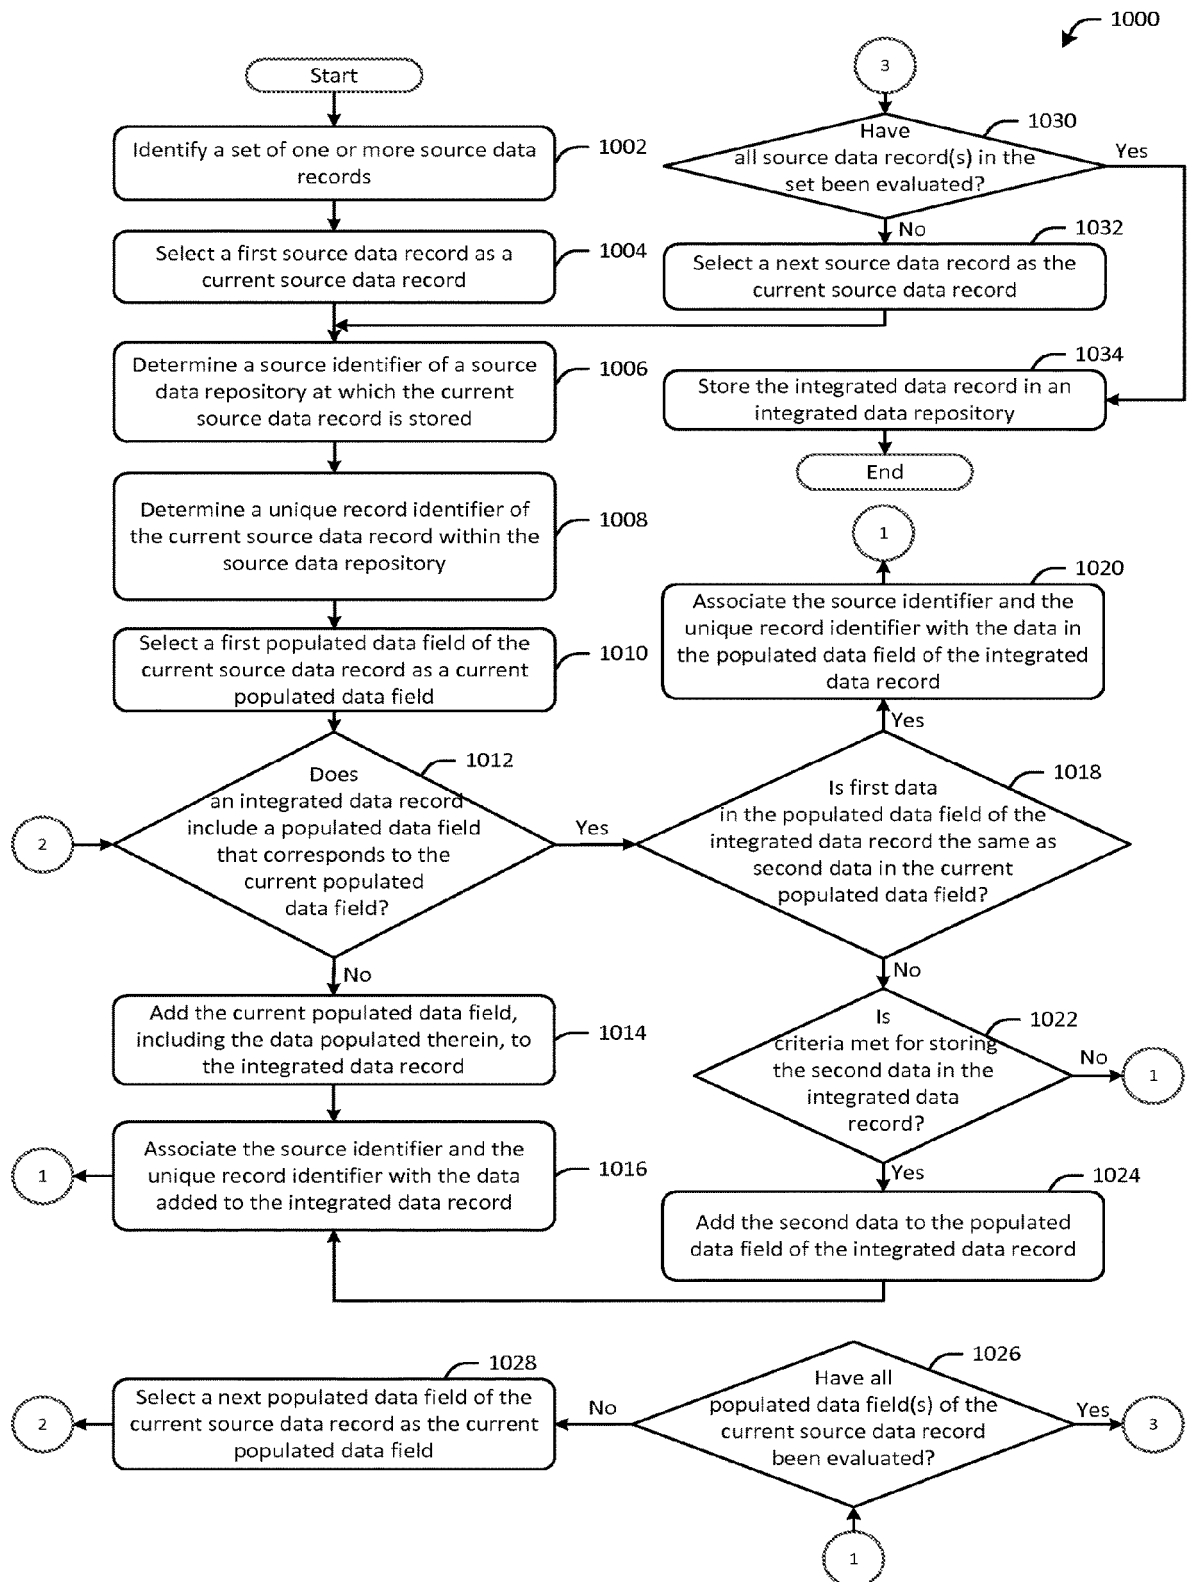 1000
Start
Identify a set of one or more source data
records
1002
Select a first source data record as a
current source data record
1004
Determine a source identifier of a source
data repository at which the current
source data record is stored
1006
Determine a unique record identifier of
the current source data record within the
source data repository
1008
Select a first populated data field of the
current source data record as a current
populated data field
1010
2
Does
an integrated data record
include a populated data field
that corresponds to the
current populated
data field?
1012
Yes
No
Add the current populated data field,
including the data populated therein, to
the integrated data record
1014
Associate the source identifier and the
unique record identifier with the data
added to the integrated data record
1016
1
3
Have
all source data record(s) in the
set been evaluated?
1030
Yes
No
1032
Select a next source data record as the
current source data record
1034
Store the integrated data record in an
integrated data repository
End
1
1020
Associate the source identifier and the
unique record identifier with the data in
the populated data field of the integrated
data record
Yes
Is first data
in the populated data field of the
integrated data record the same as
second data in the current
populated data field?
1018
No
Is
criteria met for storing
the second data in the
integrated data
record?
1022
No
1
Yes
1024
Add the second data to the populated
data field of the integrated data record
1028
Select a next populated data field of the
current source data record as the current
populated data field
2
No
Have all
populated data field(s) of the
current source data record
been evaluated?
1026
Yes
3
1